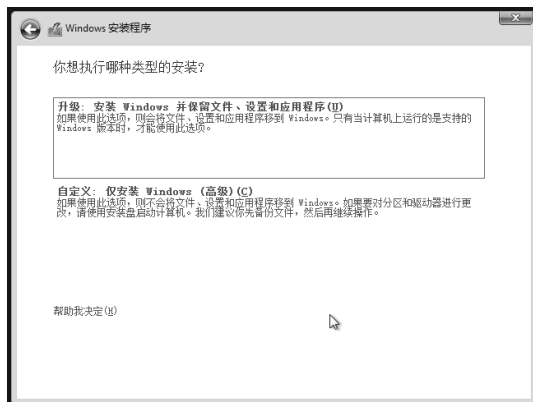 Windows 安装程序
你想执行哪种类型的安装?
升级: 安装 Windows 并保留文件、设置和应用程序(U)
如果使用此选项，则会将文件、设置和应用程序移到 Windows。只有当计算机上运行的是支持的
Windows 版本时，才能使用此选项。
自定义: 仅安装 Windows (高级)(C)
如果使用此选项，则不会将文件、设置和应用程序移到 Windows。如果要对分区和驱动器进行更
改，请使用安装盘启动计算机。我们建议你先备份文件，然后再继续操作。
帮助我决定(H)